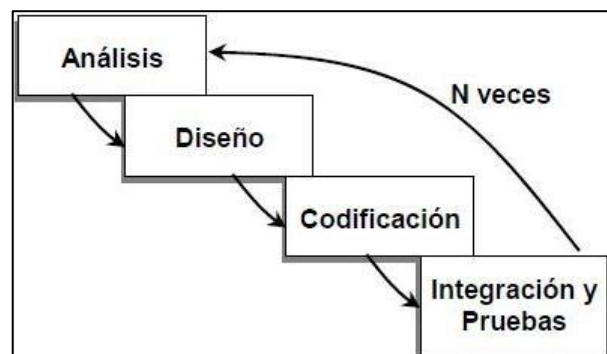 Análisis
N veces
Diseño
Codificación
Integración y
Pruebas